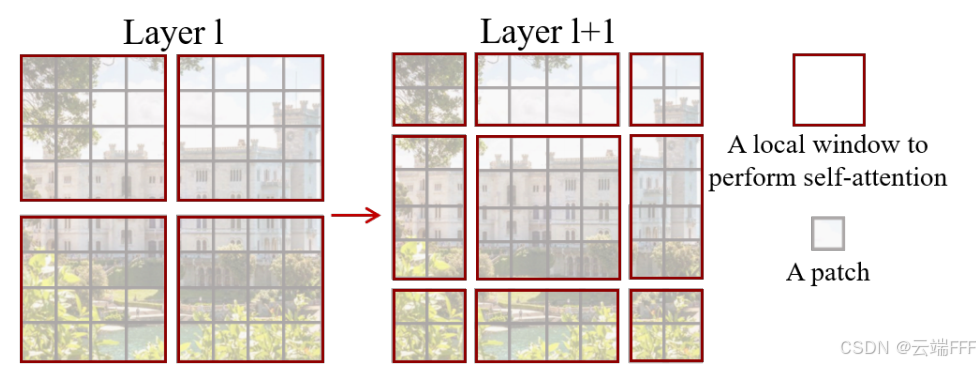 Layer l
Layer l+1
A local window to
perform self-attention
A patch
CSDN @云端FFF